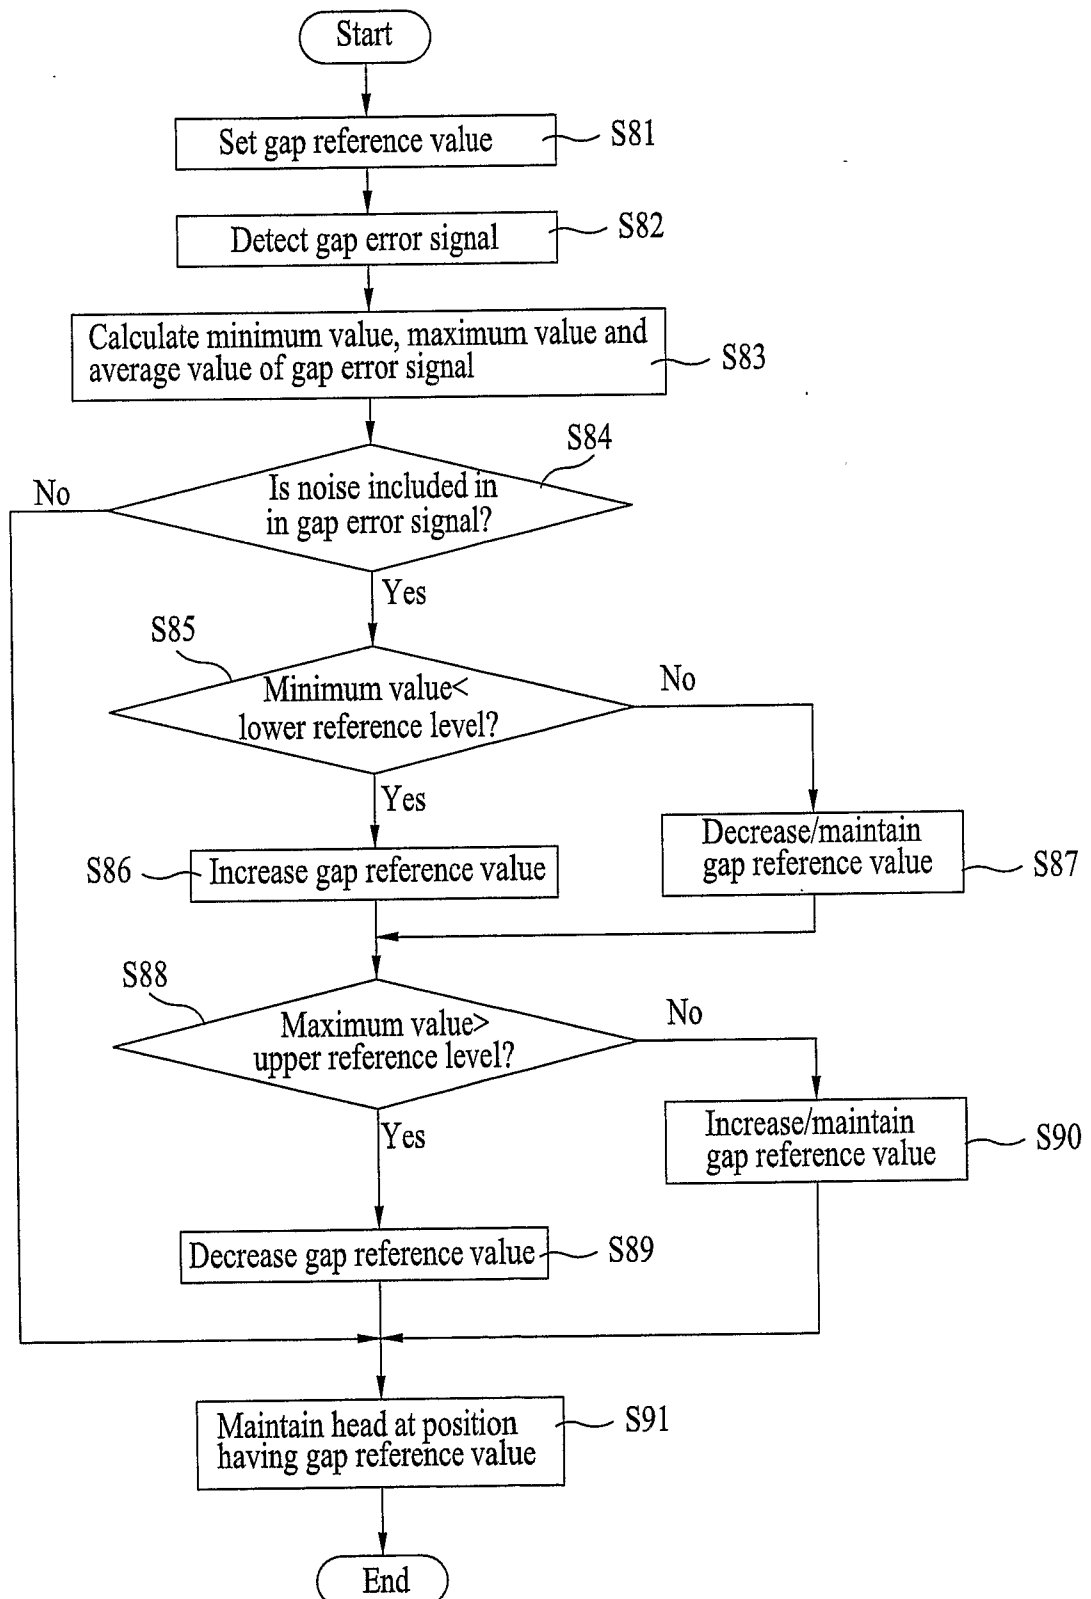 Start
Set gap reference value
S81
Detect gap error signal
S82
Calculate minimum value, maximum value and
average value of gap error signal
S83
S84
Is noise included in
in gap error signal?
No
Yes
S85
Minimum value<
lower reference level?
No
Yes
S86
Increase gap reference value
Decrease/maintain
gap reference value
S87
S88
Maximum value>
upper reference level?
No
Yes
Increase/maintain
gap reference value
S90
Decrease gap reference value
S89
Maintain head at position
having gap reference value
S91
End